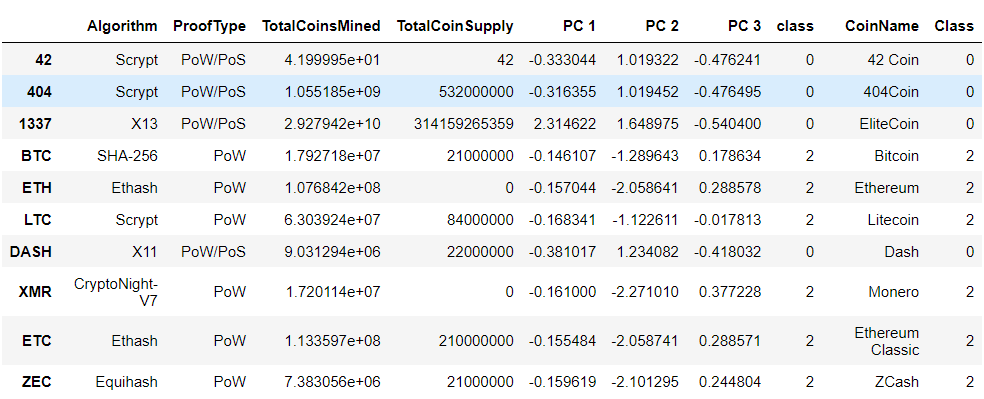 Algorithm ProofType TotalCoinsMined TotalCoinSupply PC 1 PC 2 PC 3 class CoinName Class
42 Scrypt PoW/PoS 4.199995e+01 42 -0.333044 1.019322 -0.476241 0 42 Coin 0
404 Scrypt PoW/PoS 1.055185e+09 532000000 -0.316355 1.019452 -0.476495 0 404Coin 0
1337 X13 PoW/PoS 2.927942e+10 314159265359 2.314622 1.648975 -0.540400 0 EliteCoin 0
BTC SHA-256 PoW 1.792718e+07 21000000 -0.146107 -1.289643 0.178634 2 Bitcoin 2
ETH Ethash PoW 1.076842e+08 0 -0.157044 -2.058641 0.288578 2 Ethereum 2
LTC Scrypt PoW 6.303924e+07 84000000 -0.168341 -1.122611 -0.017813 2 Litecoin 2
DASH X11 PoW/PoS 9.031294e+06 22000000 -0.381017 1.234082 -0.418032 0 Dash 0
XMR CryptoNight-
V7 PoW 1.720114e+07 0 -0.161000 -2.271010 0.377228 2 Monero 2
ETC Ethash PoW 1.133597e+08 210000000 -0.155484 -2.058741 0.288571 2 Ethereum
Classic 2
ZEC Equihash PoW 7.383056e+06 21000000 -0.159619 -2.101295 0.244804 2 ZCash 2